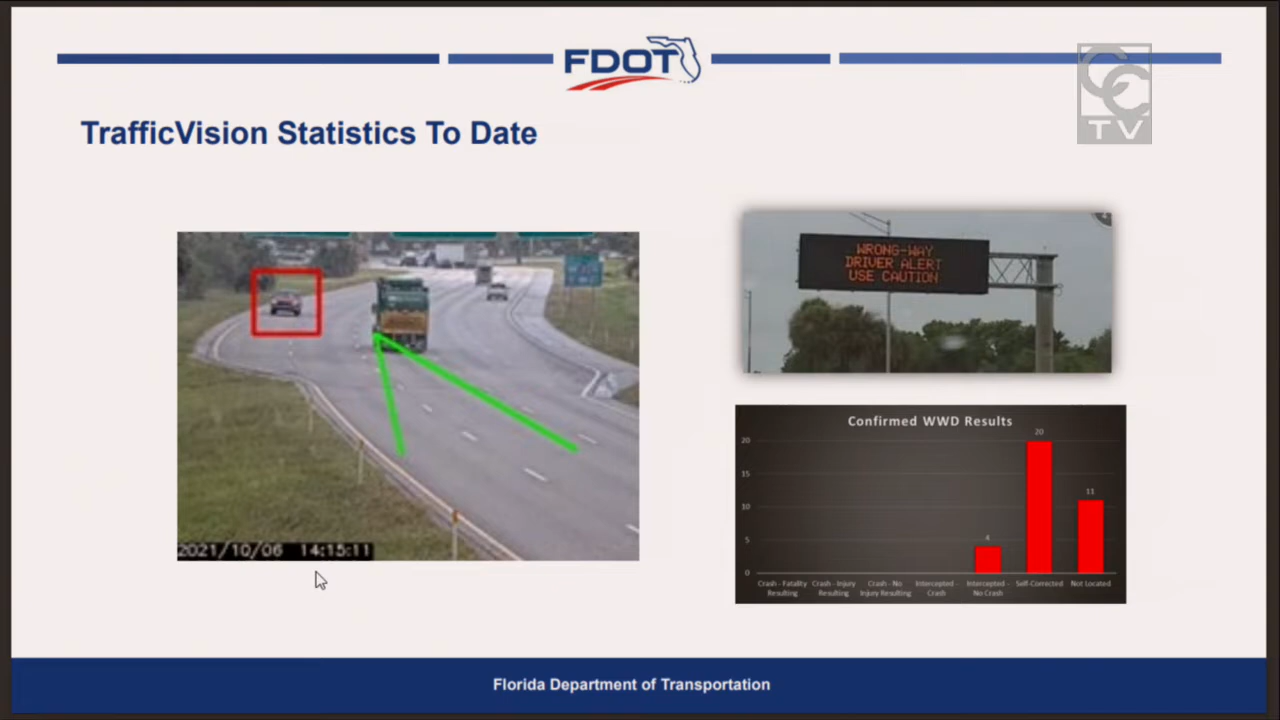 FDOT
CC
TV
TrafficVision Statistics To Date
WRONG-WAY
DRIVER ALERT
USE CAUTION
2021/10/06 14:15:11
Confirmed WWD Results
20
15
10
5
0
4
20
11
Crash - Fatality
Resulting
Crash - Injury
Resulting
Crash - No
Injury Resulting
Intercepted -
Crash
Intercepted -
No Crash
Self-Corrected
Not Located
Florida Department of Transportation